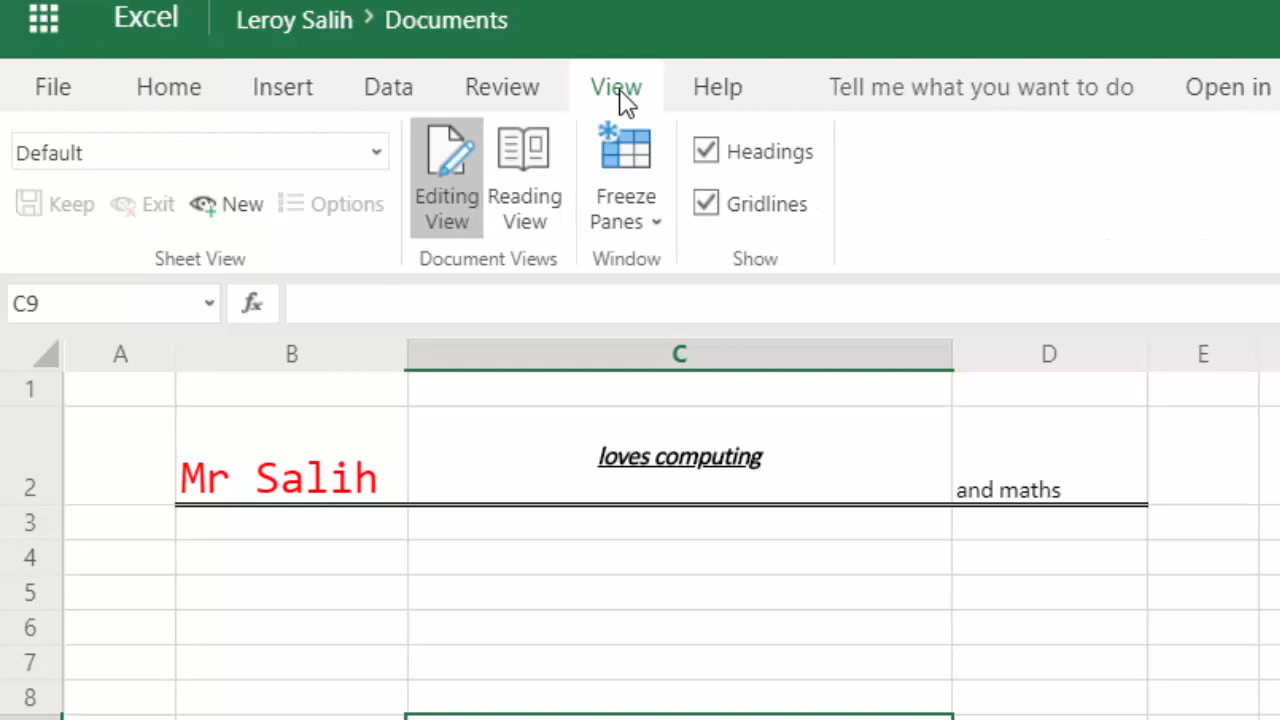 Excel Leroy Salih > Documents
File Home Insert Data Review View Help Tell me what you want to do Open in
Default
Keep Exit New Options
Editing View
Reading View
Freeze Panes
Headings
Gridlines
Sheet View Document Views Window Show
C9 fx
A B C D E
1
2 Mr Salih loves computing and maths
3
4
5
6
7
8